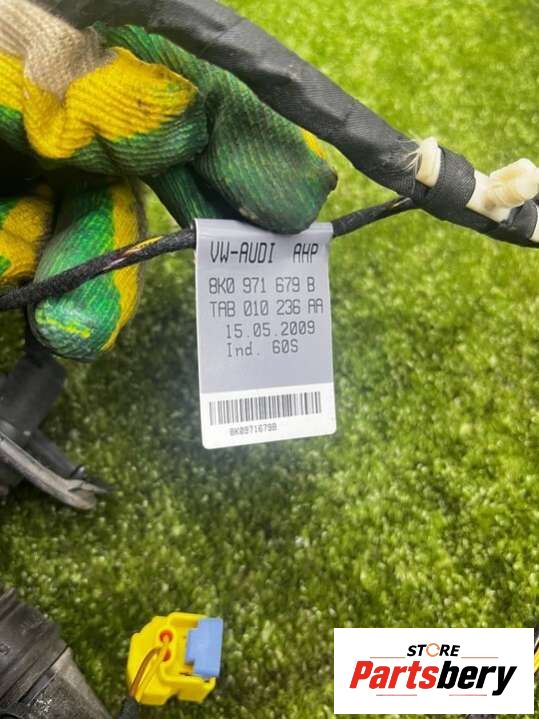 VW-AUDI AHP
8K0 971 679 B
TAB 010 236 AA
15.05.2009
Ind. 60S
8K0971679B
STORE
Partsbery